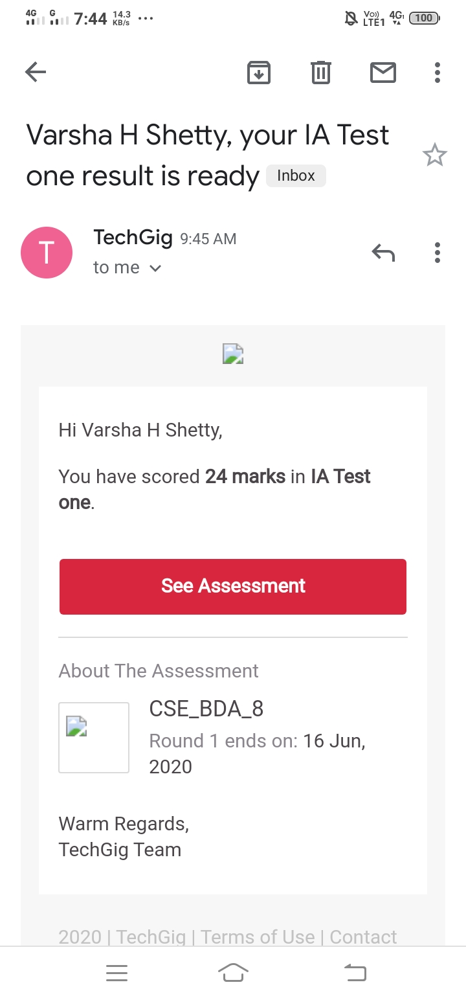 4G G 7:44 14.3 KB/s ... Vo)) LTE1 4G1 100
Varsha H Shetty, your IA Test
one result is ready Inbox
T TechGig 9:45 AM
to me
Hi Varsha H Shetty,
You have scored 24 marks in IA Test
one.
See Assessment
About The Assessment
CSE_BDA_8
Round 1 ends on: 16 Jun,
2020
Warm Regards,
TechGig Team
2020 | TechGig | Terms of Use | Contact